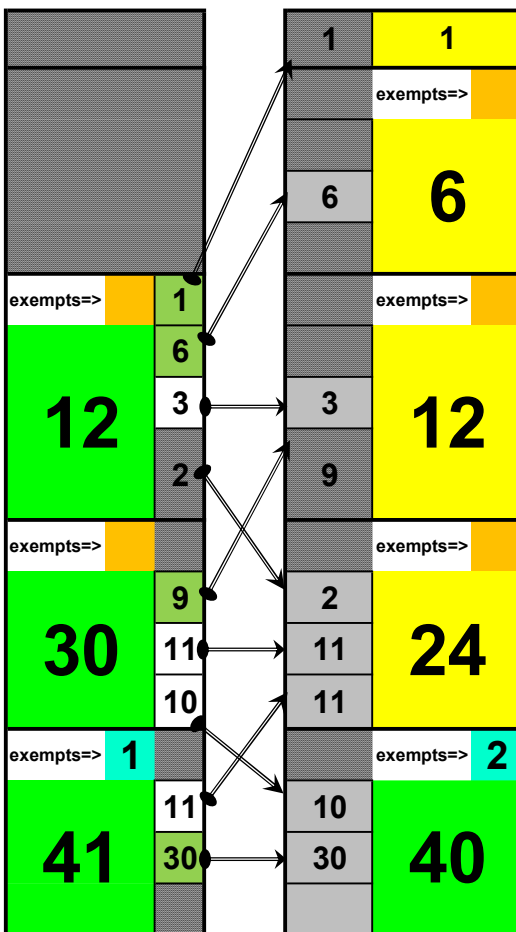 1 1
exempts=>
6 6
exempts=> 1 exempts=>
6
12 3 3 12
2 9
exempts=> exempts=>
9 2
30 11 11 24
10 11
exempts=> 1 exempts=> 2
11 10
41 30 30 40